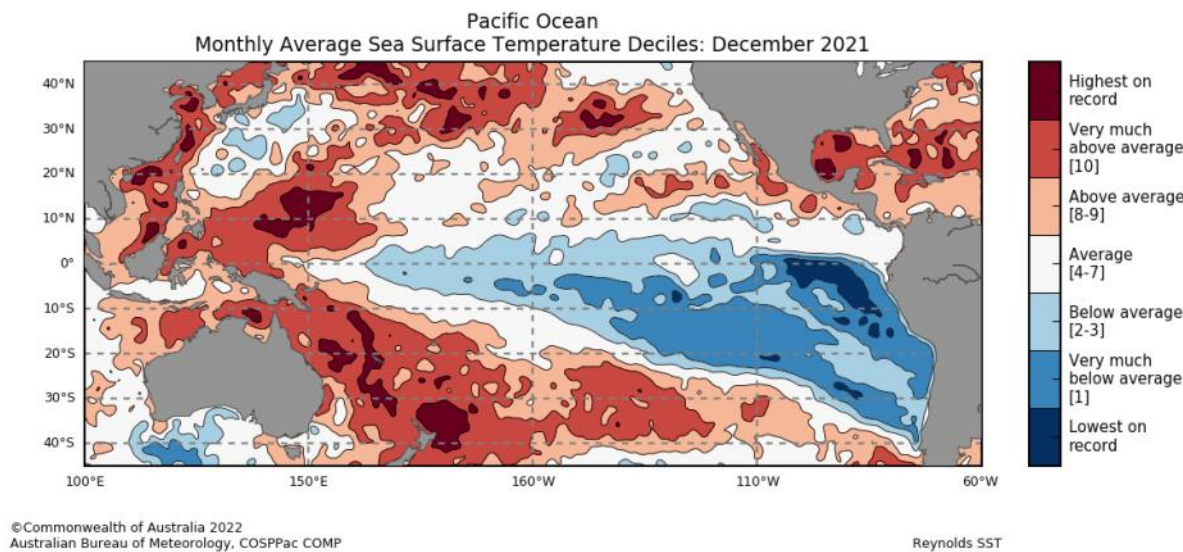 Pacific Ocean
Monthly Average Sea Surface Temperature Deciles: December 2021
40°N
30°N
20°N
10°N
0°
10°S
20°S
30°S
40°S
100°E
150°E
160°W
110°W
60°W
Highest on
record
Very much
above average
[10]
Above average
[8-9]
Average
[4-7]
Below average
[2-3]
Very much
below average
[1]
Lowest on
record
©Commonwealth of Australia 2022
Australian Bureau of Meteorology, COSPPac COMP
Reynolds SST